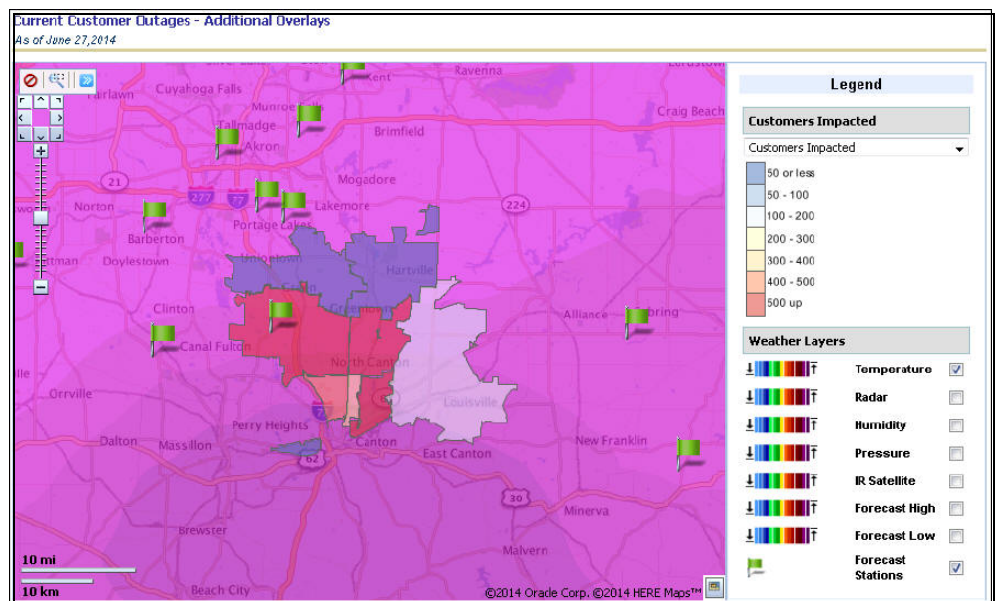 Current Customer Outages - Additional Overlays
As of June 27,2014
Legend
Customers Impacted
Customers Impacted
50 or less
50 - 100
100 - 200
200 - 300
300 - 400
400 - 500
500 up
Weather Layers
Temperature
Radar
Humidity
Pressure
IR Satellite
Forecast High
Forecast Low
Forecast
Stations
Kent
Ravenna
Fairlawn
Cuyahoga Falls
Munroe Falls
Craig Beach
Tallmadge
Brimfield
Akron
Mogadore
21
277
77
224
Norton
Lakemore
Barberton
Portage Lakes
Doylestown
Uniontown
Hartville
Green
Clinton
Greentown
Alliance
Sebring
Canal Fulton
North Canton
Orrville
Louisville
Perry Heights
Dalton
Massillon
Canton
East Canton
New Franklin
62
30
Minerva
Brewster
Malvern
10 mi
10 km
Beach City
©2014 Oracle Corp. ©2014 HERE Maps™